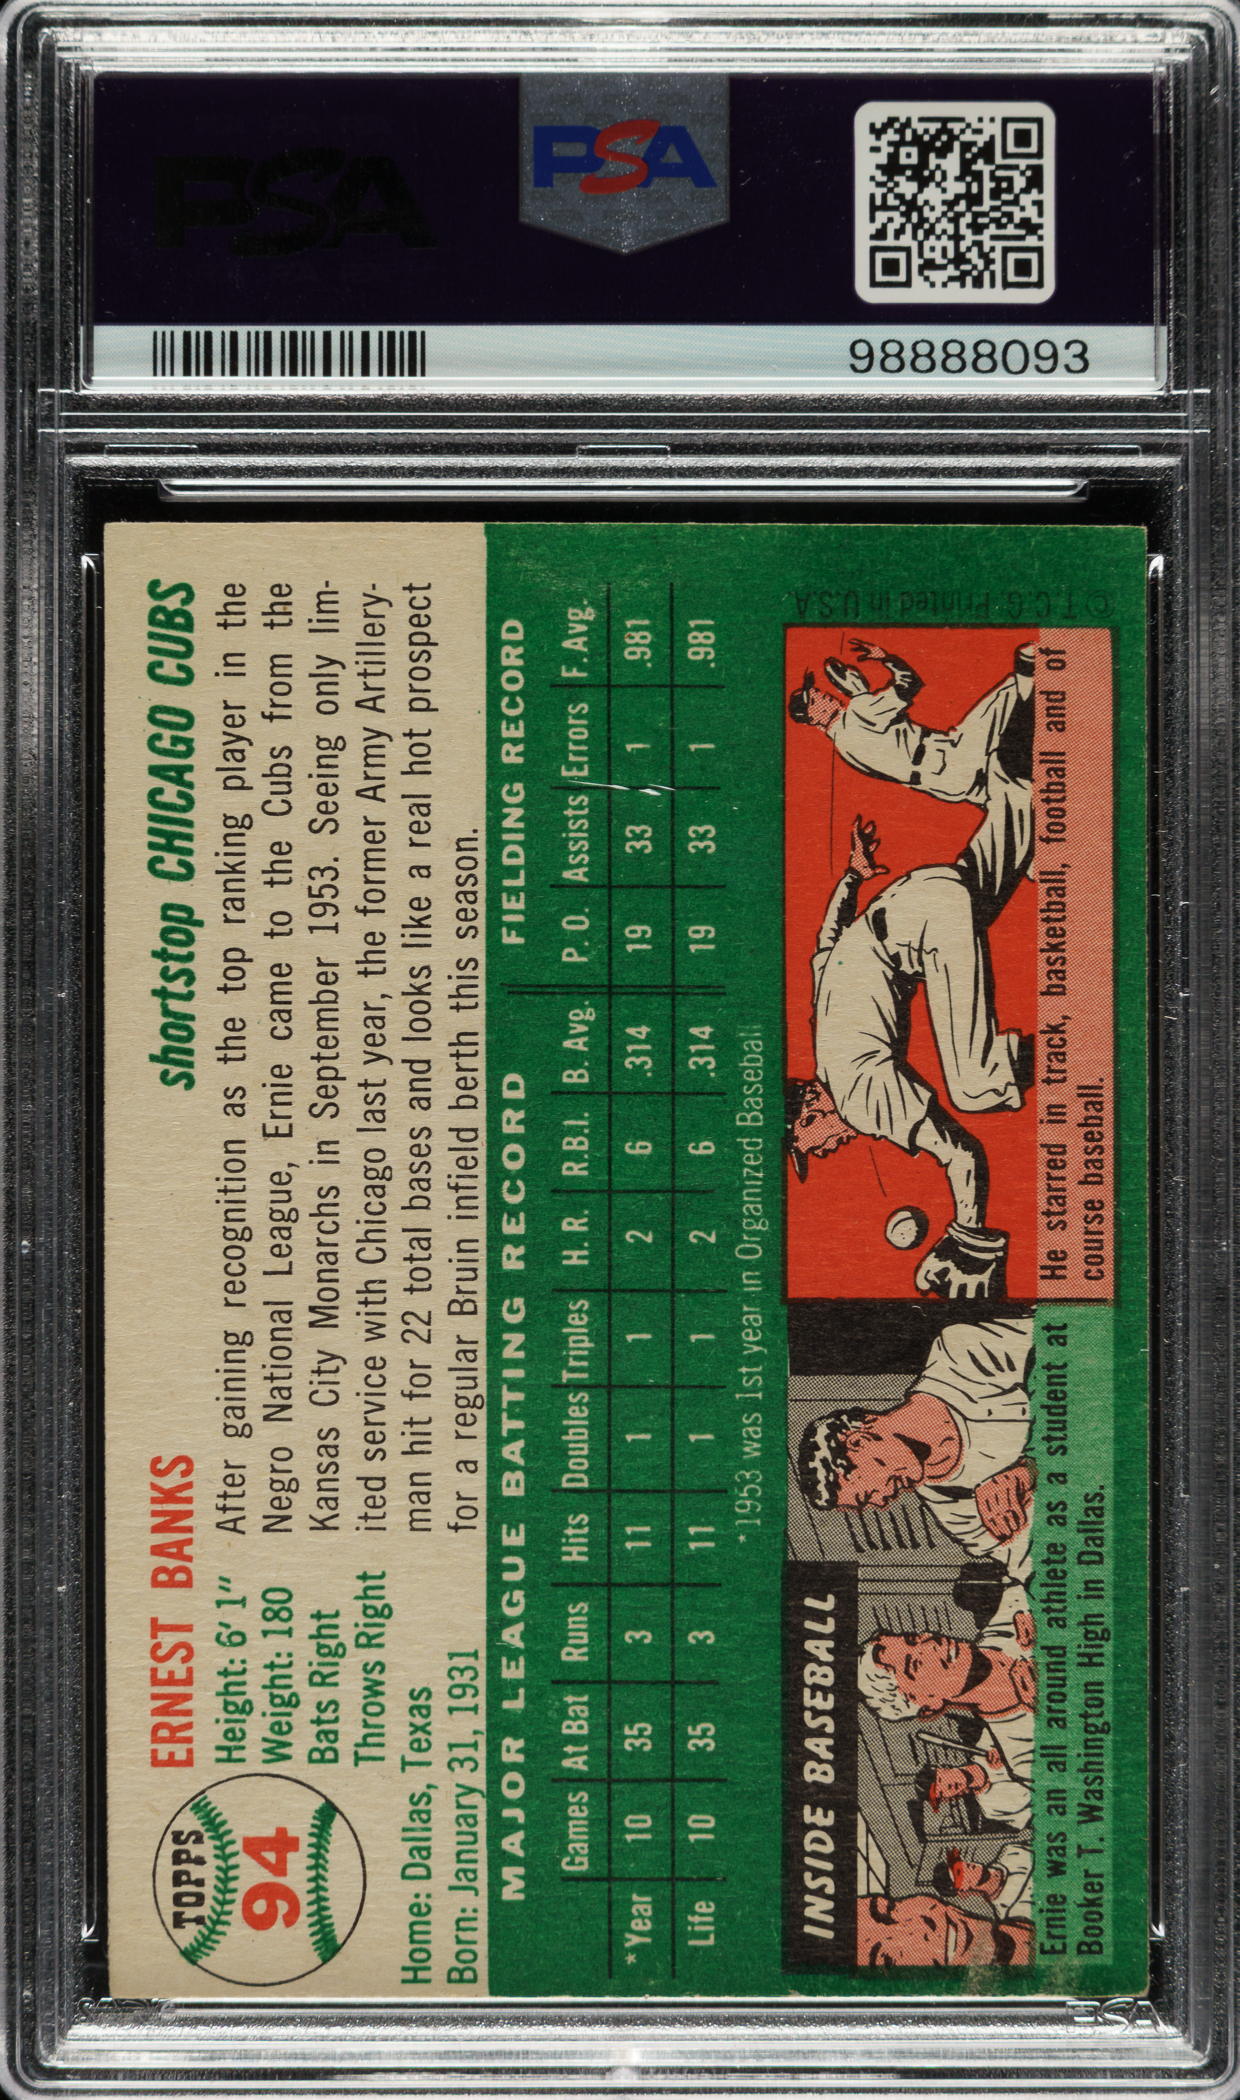 PSA
PSA
98888093
TOPPS
94
ERNEST BANKS
shortstop CHICAGO CUBS
Height: 6' 1"
Weight: 180
Bats Right
Throws Right
Home: Dallas, Texas
Born: January 31, 1931
After gaining recognition as the top ranking player in the
Negro National League, Ernie came to the Cubs from the
Kansas City Monarchs in September 1953. Seeing only lim-
ited service with Chicago last year, the former Army Artillery-
man hit for 22 total bases and looks like a real hot prospect
for a regular Bruin infield berth this season.
MAJOR LEAGUE BATTING RECORD FIELDING RECORD
Games At Bat Runs Hits Doubles Triples H. R. R.B.I. B. Avg. P. O. Assists Errors F. Avg.
*Year 10 35 3 11 1 1 2 6 .314 19 33 1 .981
Life 10 35 3 11 1 1 2 6 .314 19 33 1 .981
*1953 was 1st year in Organized Baseball
INSIDE BASEBALL
Ernie was an all around athlete as a student at
Booker T. Washington High in Dallas.
He starred in track, basketball, football and of
course baseball.
© T.C.G. Printed in U.S.A.
PSA